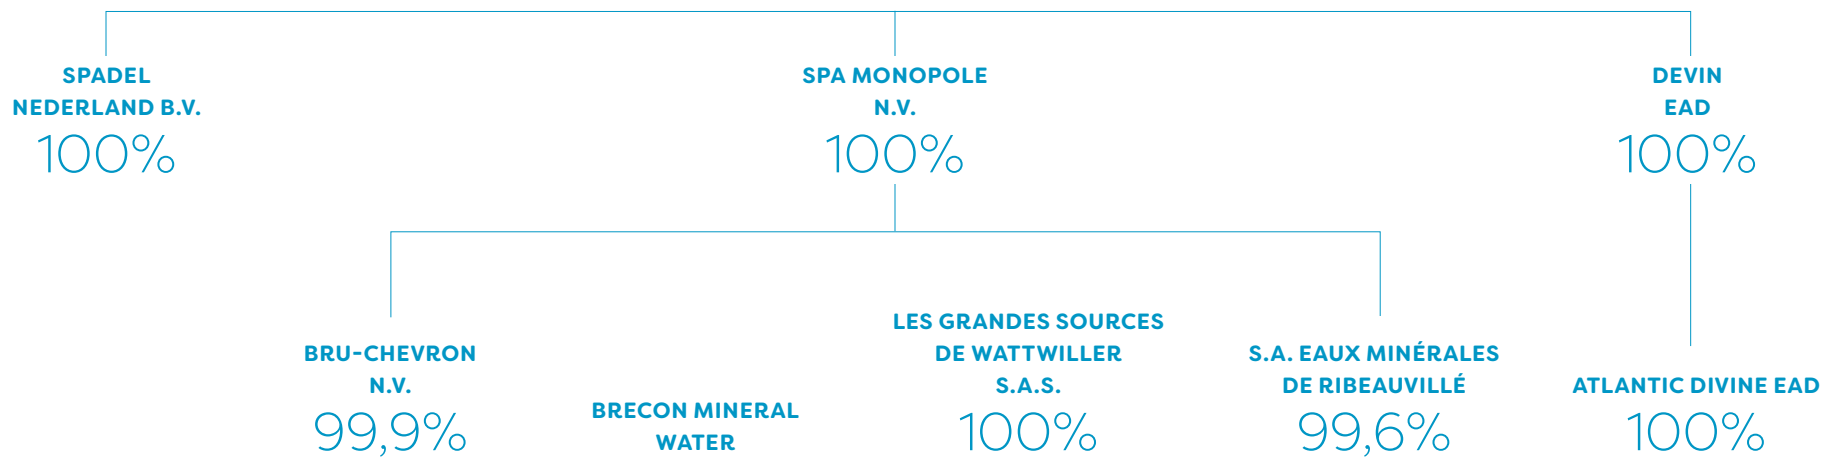 SPADEL
NEDERLAND B.V.
100%
SPA MONOPOLE
N.V.
100%
DEVIN
EAD
100%
BRU-CHEVRON
N.V.
99,9%
BRECON MINERAL
WATER
LES GRANDES SOURCES
DE WATTWILLER
S.A.S.
100%
S.A. EAUX MINÉRALES
DE RIBEAUVILLÉ
99,6%
ATLANTIC DIVINE EAD
100%